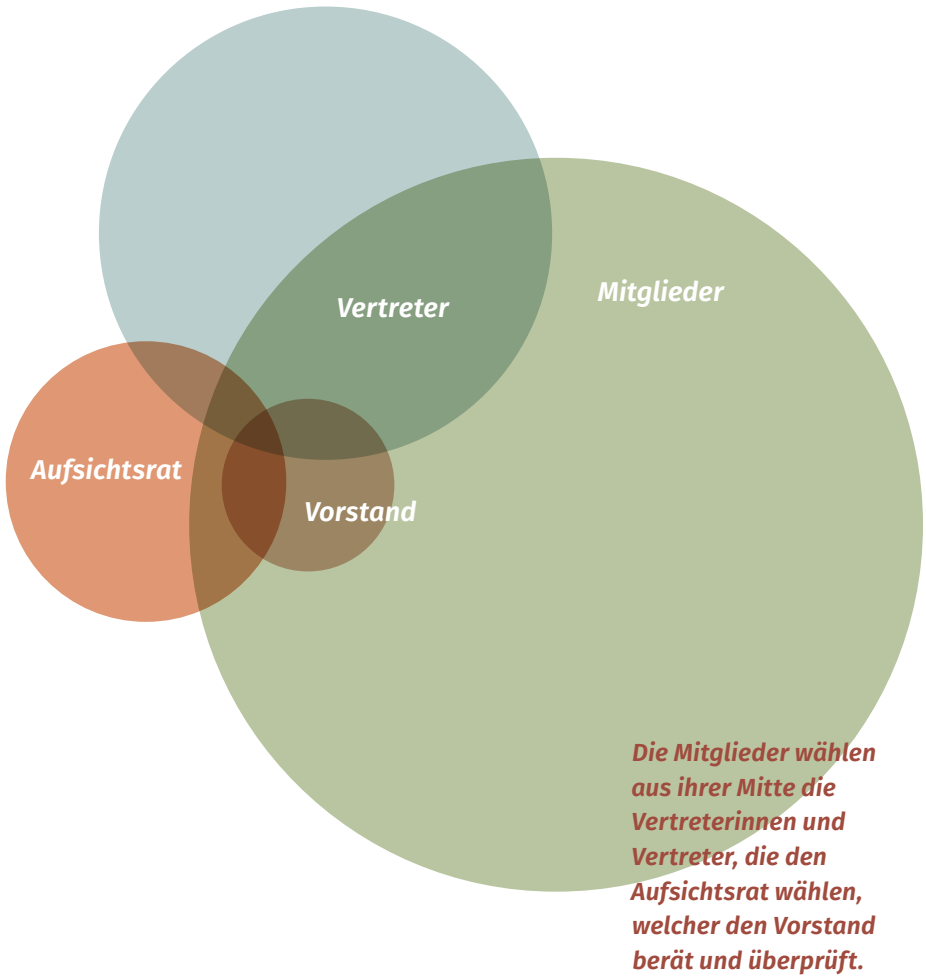 Vertreter
Mitglieder
Aufsichtsrat
Vorstand
Die Mitglieder wählen
aus ihrer Mitte die
Vertreterinnen und
Vertreter, die den
Aufsichtsrat wählen,
welcher den Vorstand
berät und überprüft.